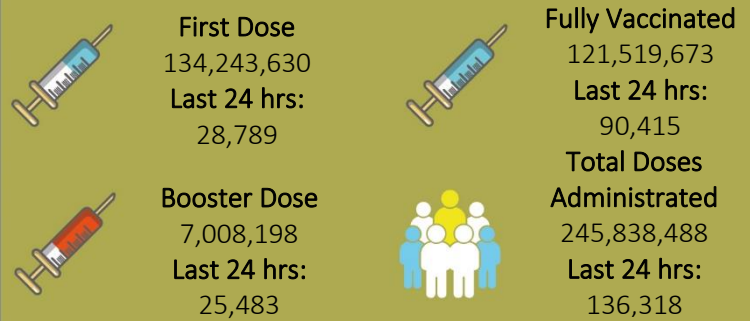 First Dose
134,243,630
Last 24 hrs:
28,789
Fully Vaccinated
121,519,673
Last 24 hrs:
90,415
Booster Dose
7,008,198
Last 24 hrs:
25,483
Total Doses
Administrated
245,838,488
Last 24 hrs:
136,318